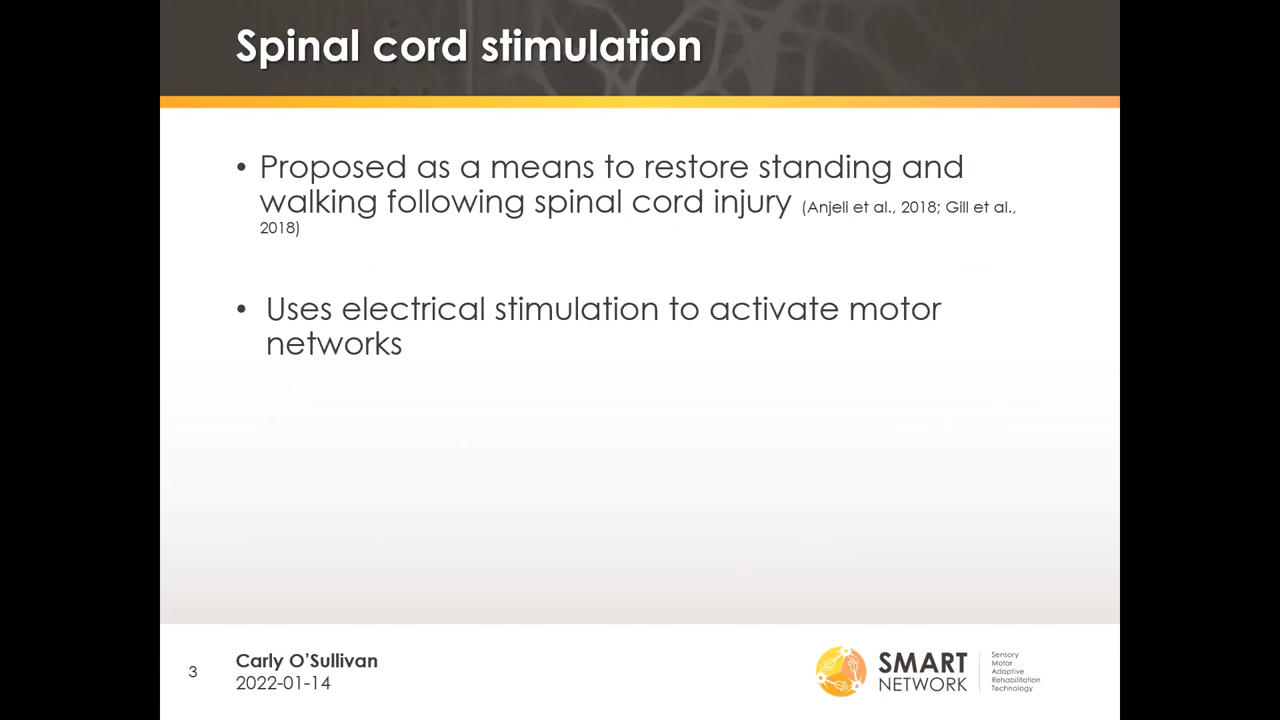 Spinal cord stimulation
• Proposed as a means to restore standing and
walking following spinal cord injury (Anjeli et al., 2018; Gill et al.,
2018)
• Uses electrical stimulation to activate motor
networks
3
Carly O’Sullivan
2022-01-14
SMART
NETWORK
Sensory
Motor
Adaptive
Rehabilitation
Technology